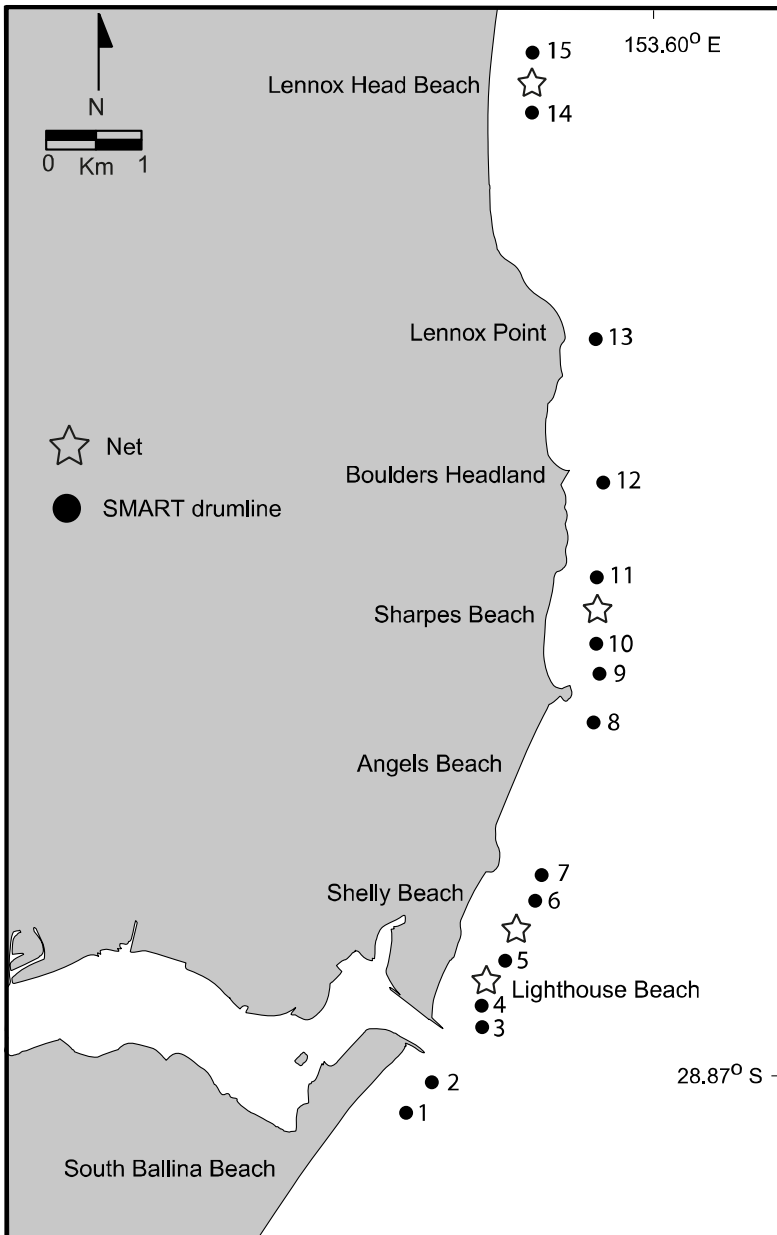 15
153.60° E
Lennox Head Beach
14
N
0 Km 1
Lennox Point
13
Net
Boulders Headland
12
SMART drumline
11
Sharpes Beach
10
9
8
Angels Beach
7
Shelly Beach
6
5
Lighthouse Beach
4
3
28.87° S
2
1
South Ballina Beach